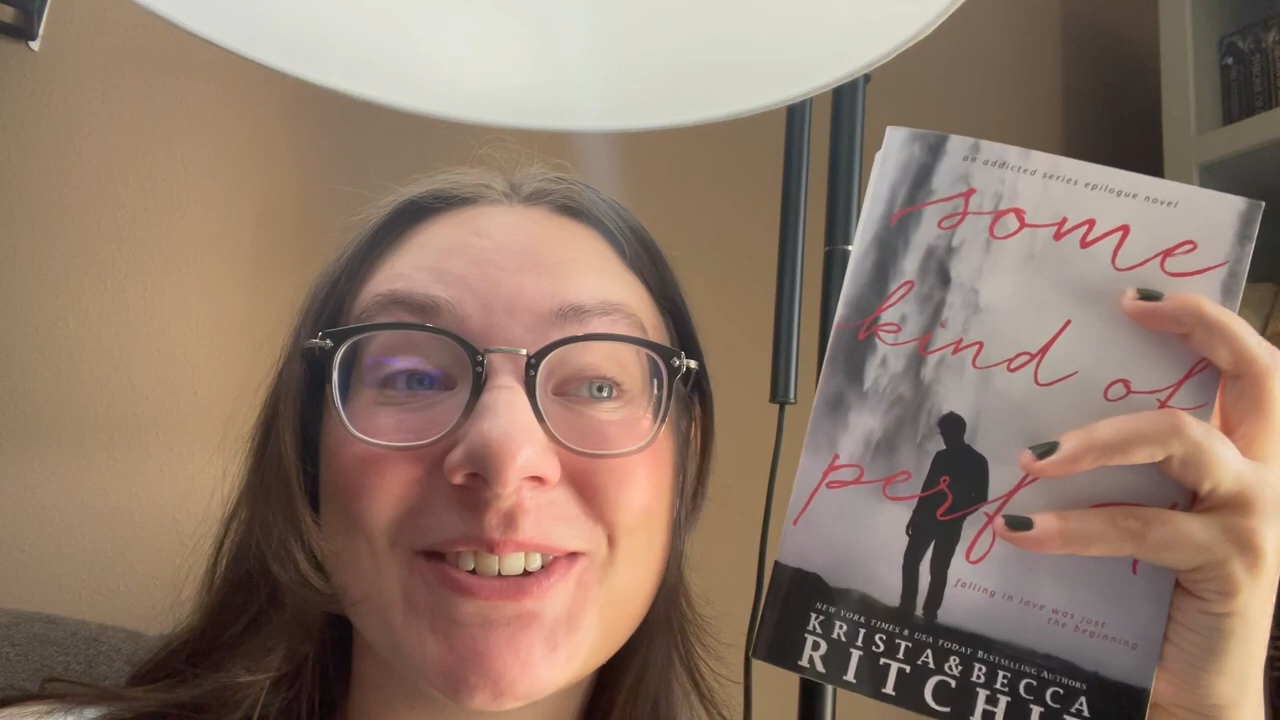 an addicted series epilogue novel
some
kind of
perf
falling in love was just
the beginning
NEW YORK TIMES & USA TODAY BESTSELLING AUTHORS
KRISTA & BECCA
RITCHI